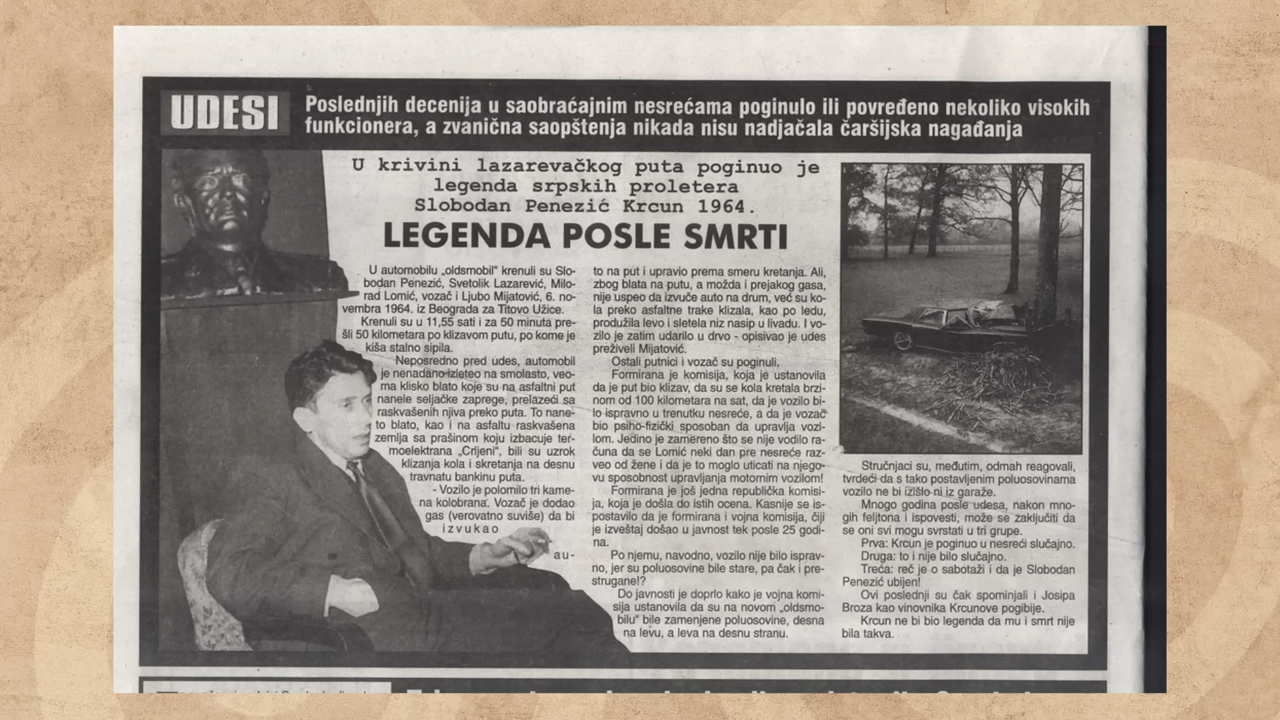 UDESI
Poslednjih decenija u saobraćajnim nesrećama poginulo ili povređeno nekoliko visokih
funkcionera, a zvanična saopštenja nikada nisu nadjačala čaršijska nagađanja
U krivini lazarevačkog puta poginuo je
legenda srpskih proletera
Slobodan Penezić Krcun 1964.
LEGENDA POSLE SMRTI
U automobilu „oldsmobil" krenuli su Slo-
bodan Penezić, Svetolik Lazarević, Milo-
rad Lomić, vozač i Ljubo Mijatović, 6. no-
vembra 1964. iz Beograda za Titovo Užice.
Krenuli su u 11,55 sati i za 50 minuta pre-
šli 50 kilometara po klizavom putu, po kome je
kiša stalno sipila.
Neposredno pred udes, automobil
je nenadano izleteo na smolasto, veo-
ma klisko blato koje su na asfaltni put
nanele seljačke zaprege, prelazeći sa
raskvašenih njiva preko puta. To nane-
to blato, kao i na asfaltu raskvašena
zemlja sa prašinom koju izbacuje ter-
moelektrana „Crljeni", bili su uzrok
klizanja kola i skretanja na desnu
travnatu bankinu puta.
- Vozilo je polomilo tri kame-
na kolobrana. Vozač je dodao
gas (verovatno suviše) da bi
izvukao
au-
to na put i upravio prema smeru kretanja. Ali,
zbog blata na putu, a možda i prejakog gasa,
nije uspeo da izvuče auto na drum, već su ko-
la preko asfaltne trake klizala, kao po ledu,
produžila levo i sletela niz nasip u livadu. I vo-
zilo je zatim udarilo u drvo - opisivao je udes
preživeli Mijatović.
Ostali putnici i vozač su poginuli.
Formirana je komisija, koja je ustanovila
da je put bio klizav, da su se kola kretala brzi-
nom od 100 kilometara na sat, da je vozilo bi-
lo ispravno u trenutku nesreće, a da je vozač
bio psiho-fizički sposoban da upravlja vozi-
lom. Jedino je zamereno što se nije vodilo ra-
čuna da se Lomić neki dan pre nesreće raz-
veo od žene i da je to moglo uticati na njego-
vu sposobnost upravljanja motornim vozilom!
Formirana je još jedna republička komisi-
ja, koja je došla do istih ocena. Kasnije se is-
postavilo da je formirana i vojna komisija, čiji
je izveštaj došao u javnost tek posle 25 godi-
na.
Po njemu, navodno, vozilo nije bilo isprav-
no, jer su poluosovine bile stare, pa čak i pre-
strugane!?
Do javnosti je doprlo kako je vojna komi-
sija ustanovila da su na novom „oldsmo-
bilu" bile zamenjene poluosovine, desna
na levu, a leva na desnu stranu.
Stručnjaci su, međutim, odmah reagovali,
tvrdeći da s tako postavljenim poluosovinama
vozilo ne bi izišlo ni iz garaže.
Mnogo godina posle udesa, nakon mno-
gih feljtona i ispovesti, može se zaključiti da
se oni svi mogu svrstati u tri grupe.
Prva: Krcun je poginuo u nesreći slučajno.
Druga: to i nije bilo slučajno.
Treća: reč je o sabotaži i da je Slobodan
Penezić ubijen!
Ovi poslednji su čak spominjali i Josipa
Broza kao vinovnika Krcunove pogibije.
Krcun ne bi bio legenda da mu i smrt nije
bila takva.